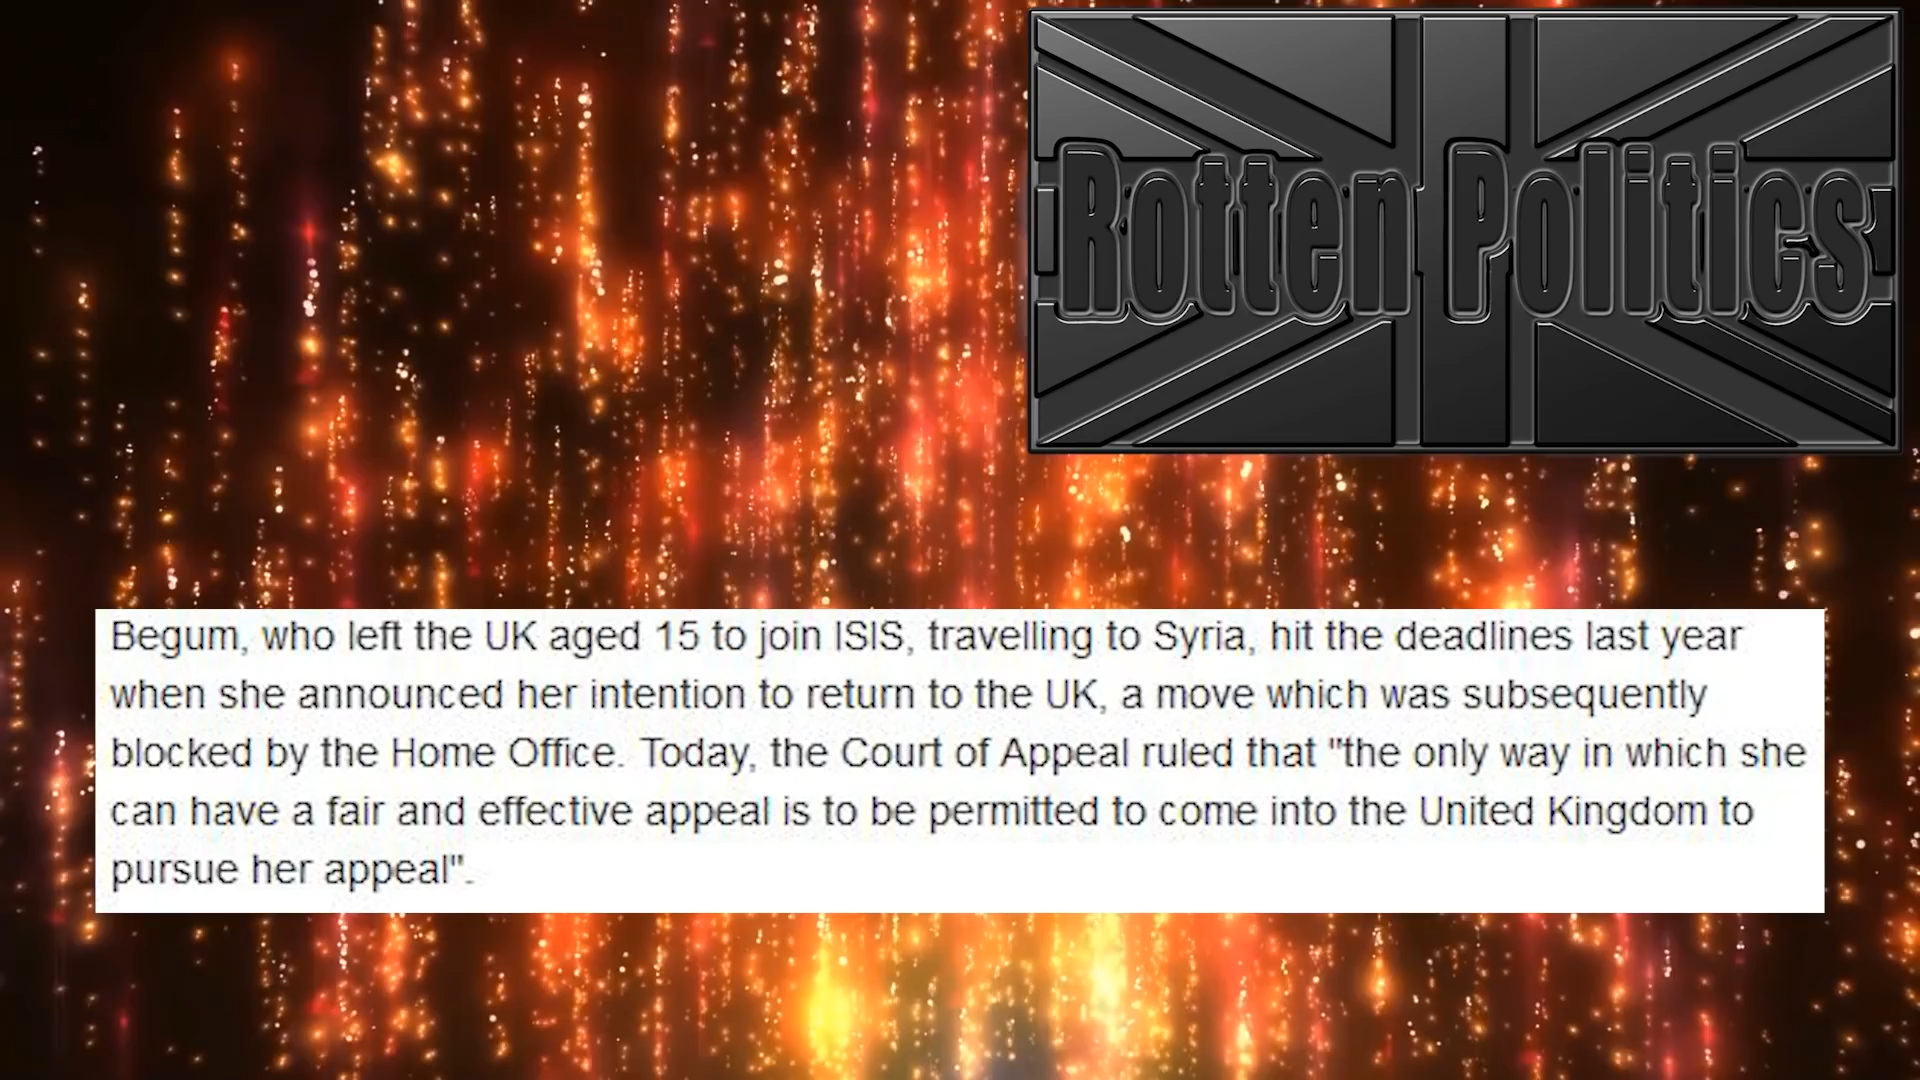 Rotten Politics
Begum, who left the UK aged 15 to join ISIS, travelling to Syria, hit the deadlines last year
when she announced her intention to return to the UK, a move which was subsequently
blocked by the Home Office. Today, the Court of Appeal ruled that "the only way in which she
can have a fair and effective appeal is to be permitted to come into the United Kingdom to
pursue her appeal".